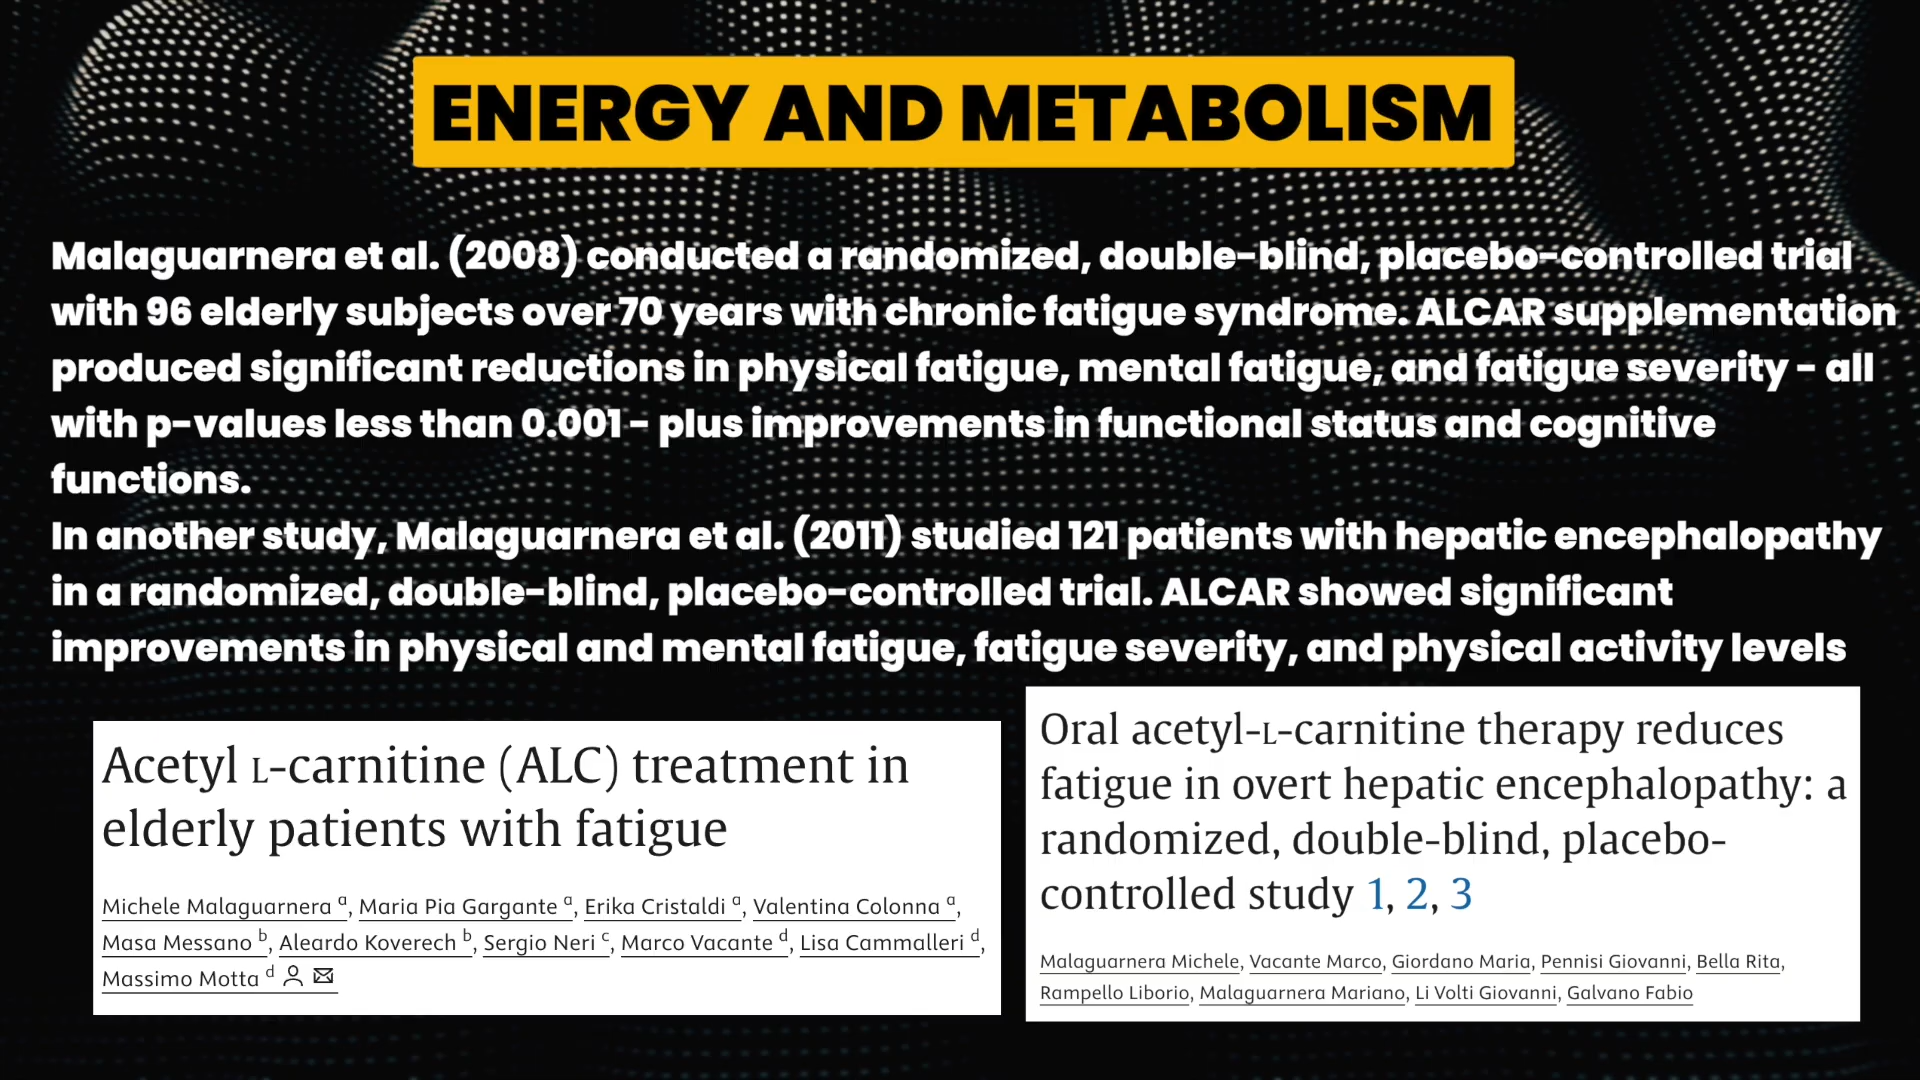 ENERGY AND METABOLISM
Malaguarnera et al. (2008) conducted a randomized, double-blind, placebo-controlled trial
with 96 elderly subjects over 70 years with chronic fatigue syndrome. ALCAR supplementation
produced significant reductions in physical fatigue, mental fatigue, and fatigue severity - all
with p-values less than 0.001 - plus improvements in functional status and cognitive
functions.
In another study, Malaguarnera et al. (2011) studied 121 patients with hepatic encephalopathy
in a randomized, double-blind, placebo-controlled trial. ALCAR showed significant
improvements in physical and mental fatigue, fatigue severity, and physical activity levels
Acetyl L-carnitine (ALC) treatment in
elderly patients with fatigue
Michele Malaguarnera a, Maria Pia Gargante a, Erika Cristaldi a, Valentina Colonna a,
Masa Messano b, Aleardo Koverech b, Sergio Neri c, Marco Vacante d, Lisa Cammalleri d,
Massimo Motta d
Oral acetyl-L-carnitine therapy reduces
fatigue in overt hepatic encephalopathy: a
randomized, double-blind, placebo-
controlled study 1, 2, 3
Malaguarnera Michele, Vacante Marco, Giordano Maria, Pennisi Giovanni, Bella Rita,
Rampello Liborio, Malaguarnera Mariano, Li Volti Giovanni, Galvano Fabio